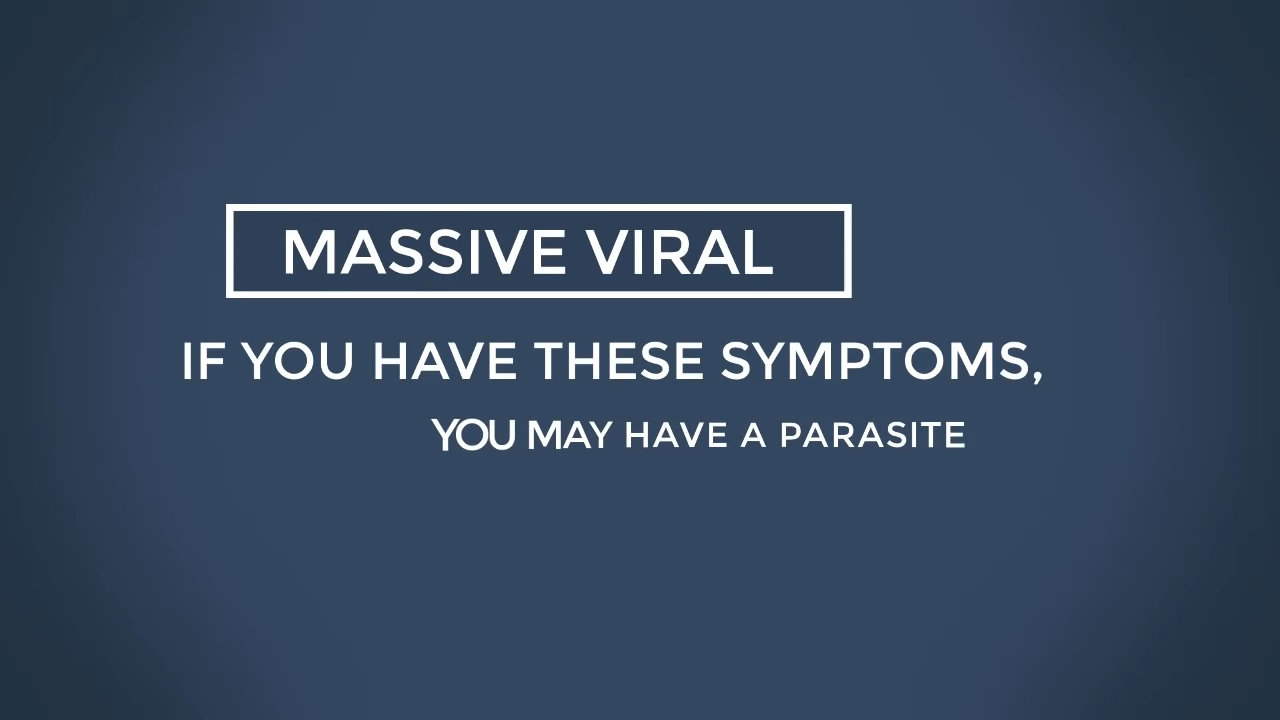 MASSIVE VIRAL
IF YOU HAVE THESE SYMPTOMS,
YOU MAY HAVE A PARASITE